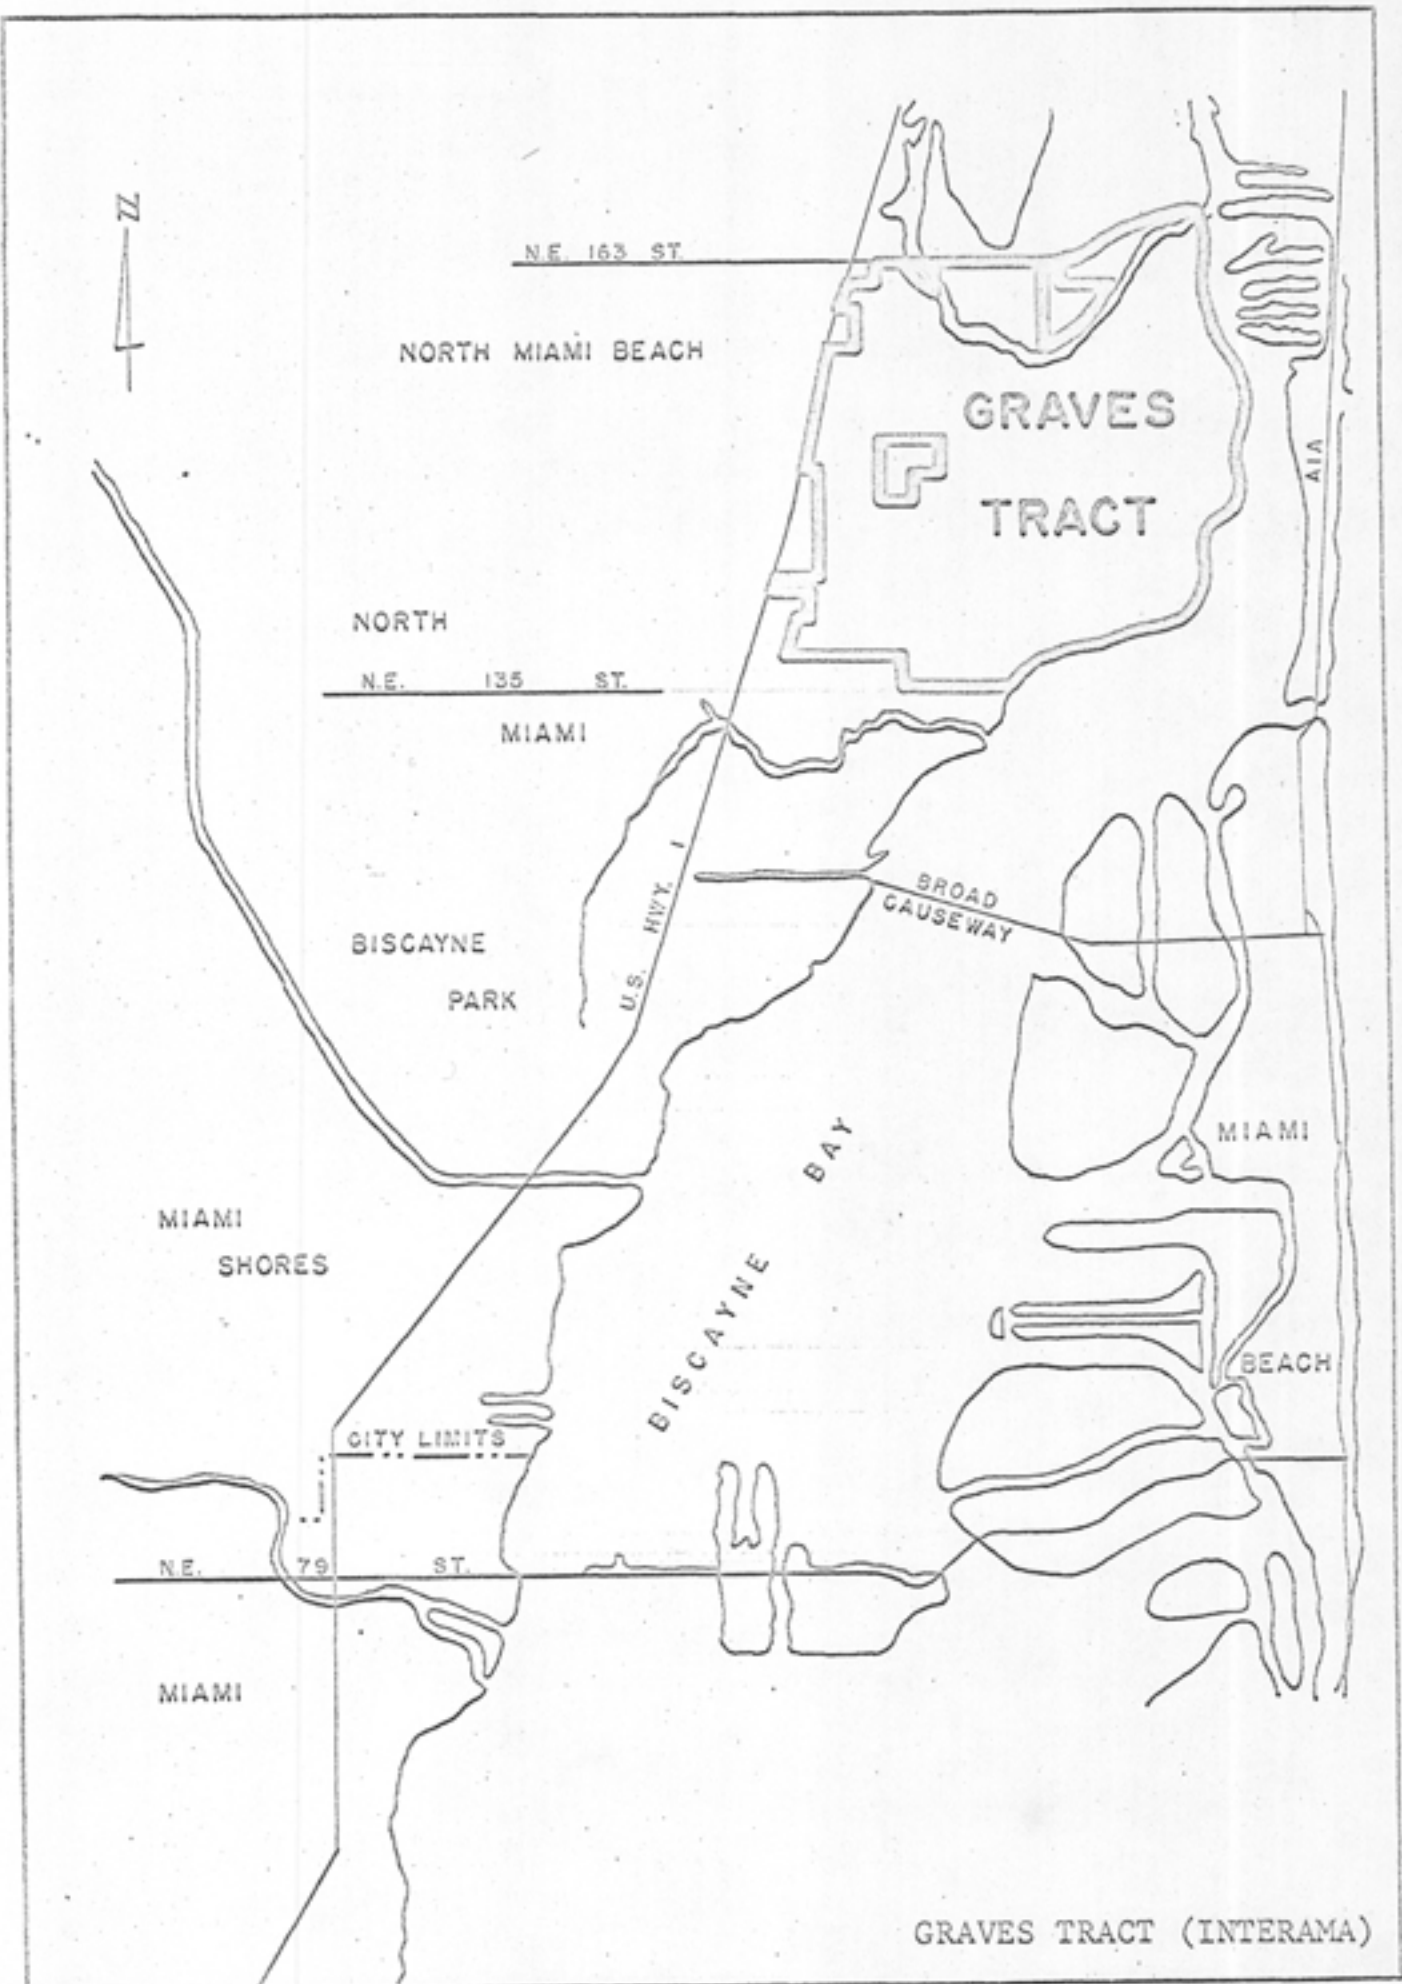 N
N.E. 163 ST.
NORTH MIAMI BEACH
GRAVES
TRACT
A1A
NORTH
N.E. 135 ST.
MIAMI
U.S. HWY. 1
BROAD
CAUSEWAY
BISCAYNE
PARK
MIAMI
BEACH
BISCAYNE BAY
MIAMI
SHORES
CITY LIMITS
N.E. 79 ST.
MIAMI
GRAVES TRACT (INTERAMA)